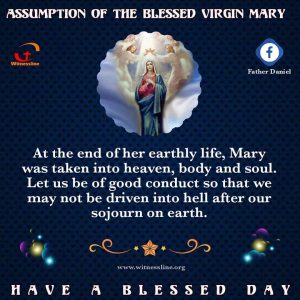 ASSUMPTION OF THE BLESSED VIRGIN MARY
Witnessline
Father Daniel
At the end of her earthly life, Mary
was taken into heaven, body and soul.
Let us be of good conduct so that we
may not be driven into hell after our
sojourn on earth.
www.witnessline.org
HAVE A BLESSED DAY